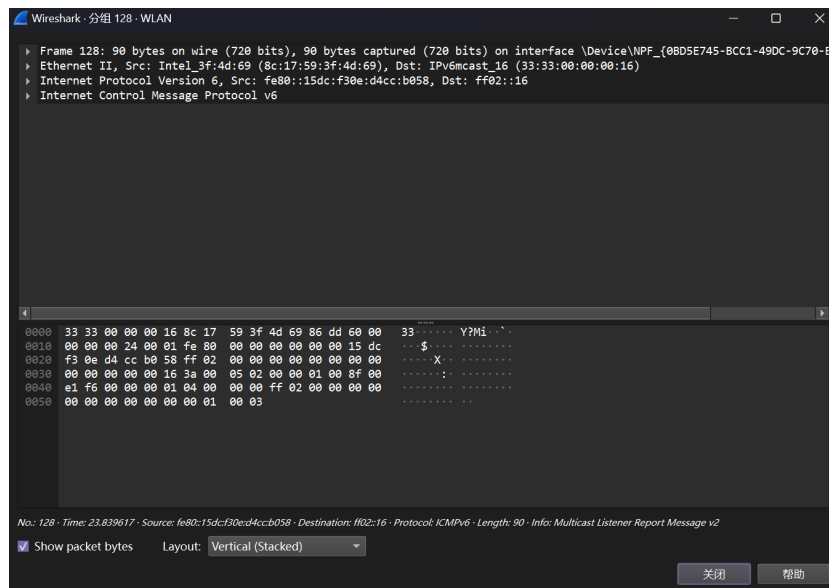 Wireshark · 分组 128 · WLAN
Frame 128: 90 bytes on wire (720 bits), 90 bytes captured (720 bits) on interface \Device\NPF_{0BD5E745-BCC1-49DC-9C70-E
Ethernet II, Src: Intel_3f:4d:69 (8c:17:59:3f:4d:69), Dst: IPv6mcast_16 (33:33:00:00:00:16)
Internet Protocol Version 6, Src: fe80::15dc:f30e:d4cc:b058, Dst: ff02::16
Internet Control Message Protocol v6
0000 33 33 00 00 00 16 8c 17 59 3f 4d 69 86 dd 60 00 33······ Y?Mi··`·
0010 00 00 00 24 00 01 fe 80 00 00 00 00 00 00 15 dc ···$···· ········
0020 f3 0e d4 cc b0 58 ff 02 00 00 00 00 00 00 00 00 ·····X·· ········
0030 00 00 00 00 00 16 3a 00 05 02 00 00 01 00 8f 00 ······:· ········
0040 e1 f6 00 00 00 01 04 00 00 00 ff 02 00 00 00 00 ········ ········
0050 00 00 00 00 00 00 00 01 00 03 ········ ··
No.: 128 · Time: 23.839617 · Source: fe80::15dc:f30e:d4cc:b058 · Destination: ff02::16 · Protocol: ICMPv6 · Length: 90 · Info: Multicast Listener Report Message v2
Show packet bytes Layout: Vertical (Stacked)
关闭 帮助